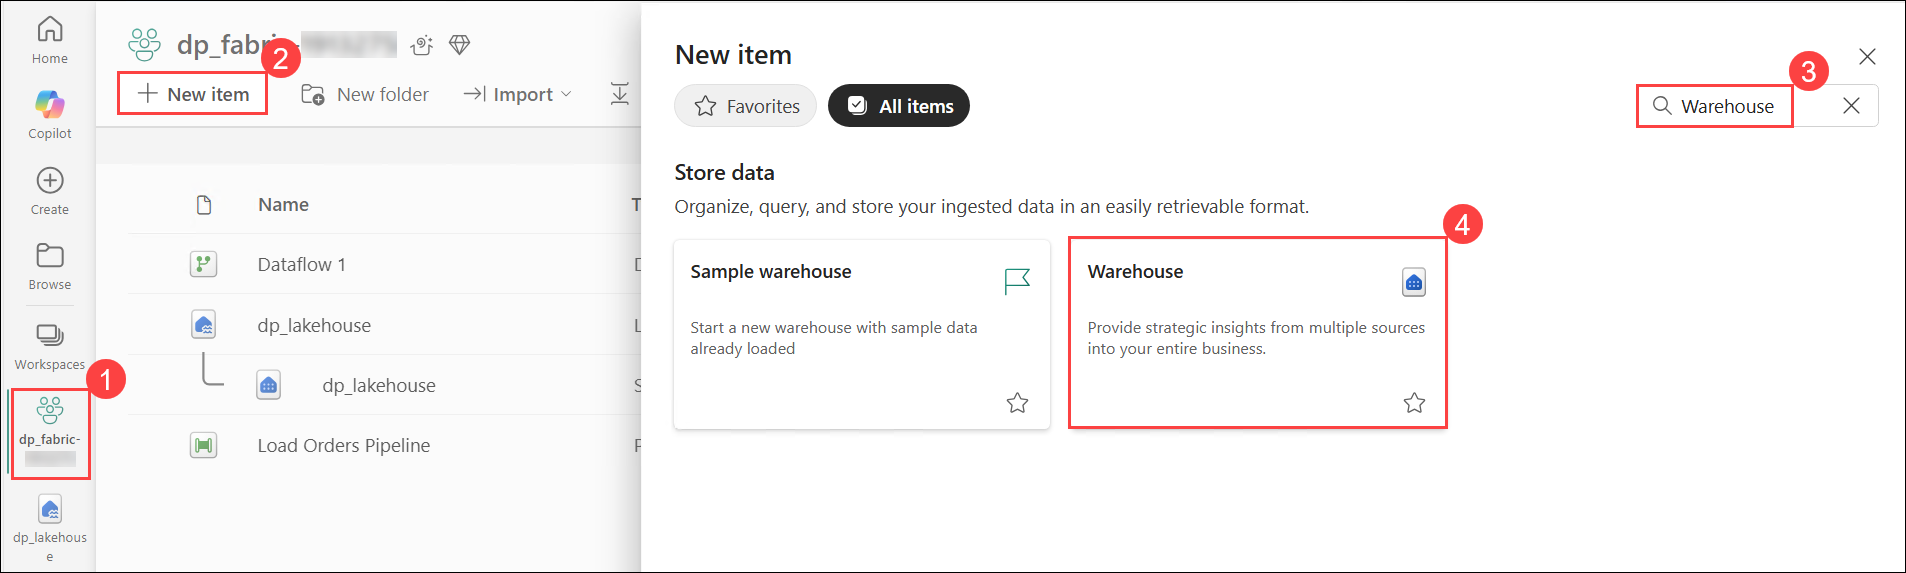 Home
Copilot
Create
Browse
Workspaces
1
dp_fabric-
dp_lakehous
e
dp_fabric-
2
New item
New folder
Import
Name
T
Dataflow 1
D
dp_lakehouse
L
dp_lakehouse
S
Load Orders Pipeline
P
New item
Favorites
All items
3
Warehouse
Store data
Organize, query, and store your ingested data in an easily retrievable format.
Sample warehouse
Start a new warehouse with sample data
already loaded
4
Warehouse
Provide strategic insights from multiple sources
into your entire business.